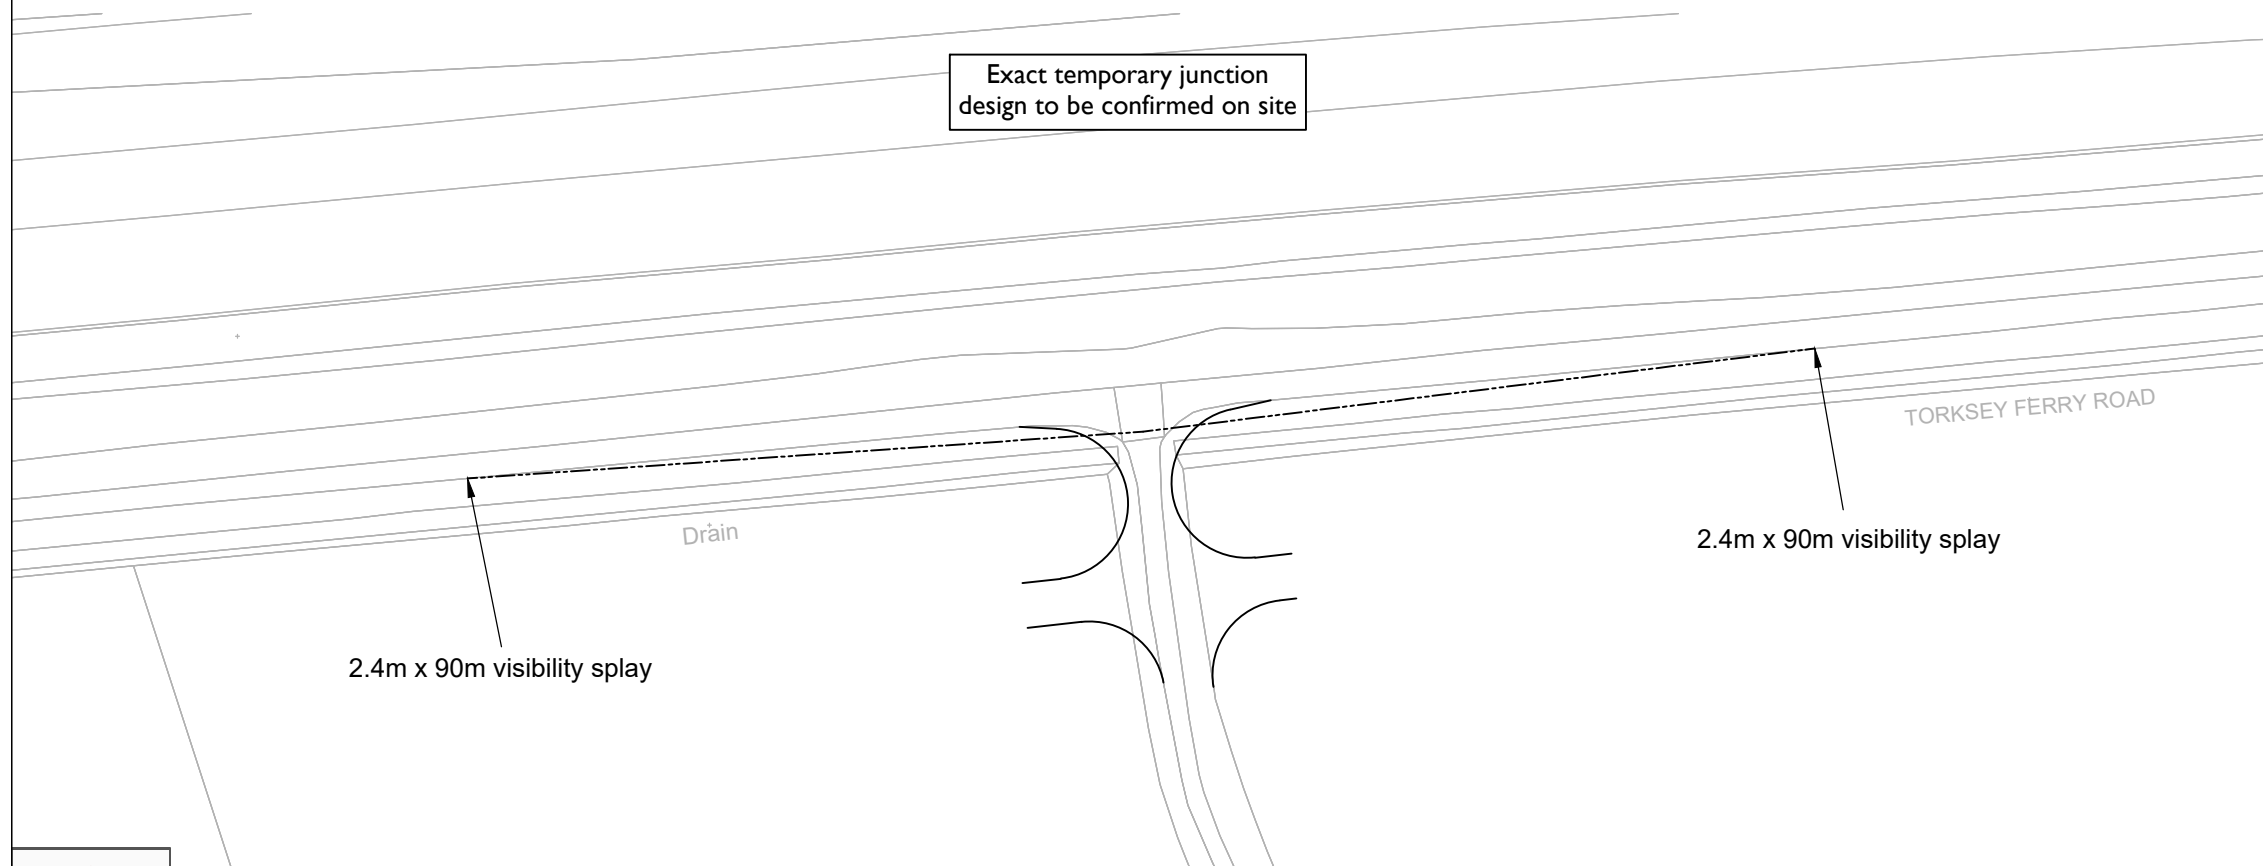 Exact temporary junction
design to be confirmed on site
TORKSEY FERRY ROAD
Drain
2.4m x 90m visibility splay
2.4m x 90m visibility splay